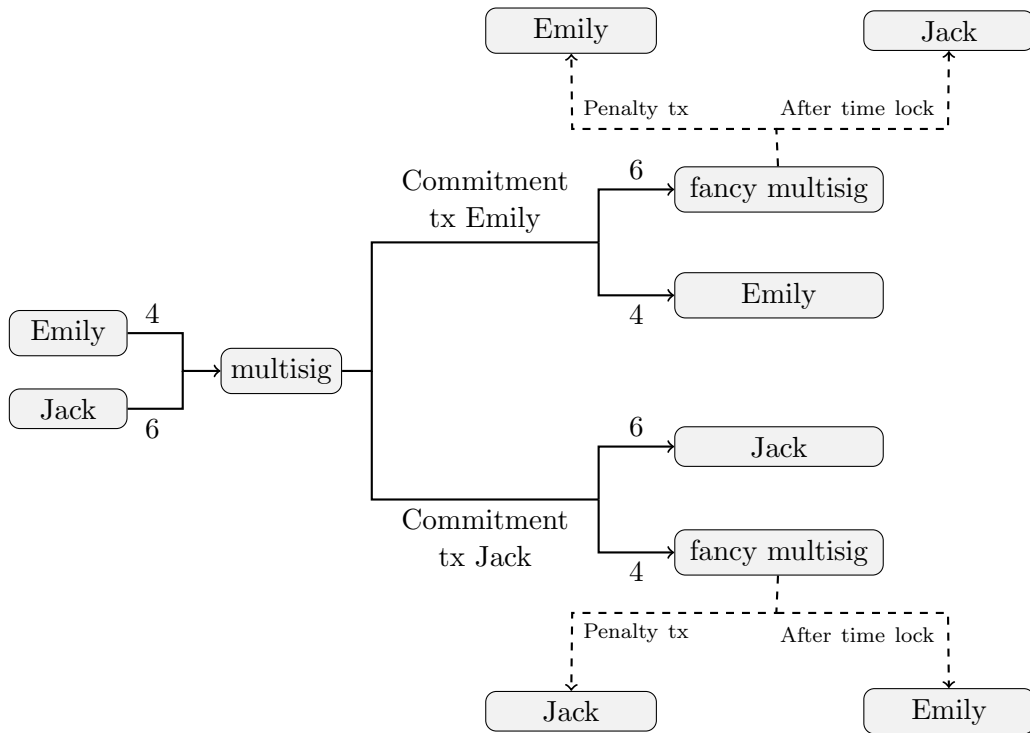 Emily
Jack
Penalty tx
After time lock
Commitment
tx Emily
6
fancy multisig
4
Emily
Emily
4
multisig
Jack
6
6
Jack
Commitment
tx Jack
4
fancy multisig
Penalty tx
After time lock
Jack
Emily